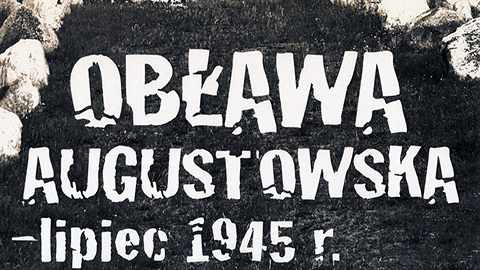 OBŁAWA
AUGUSTOWSKA
–lipiec 1945 r.